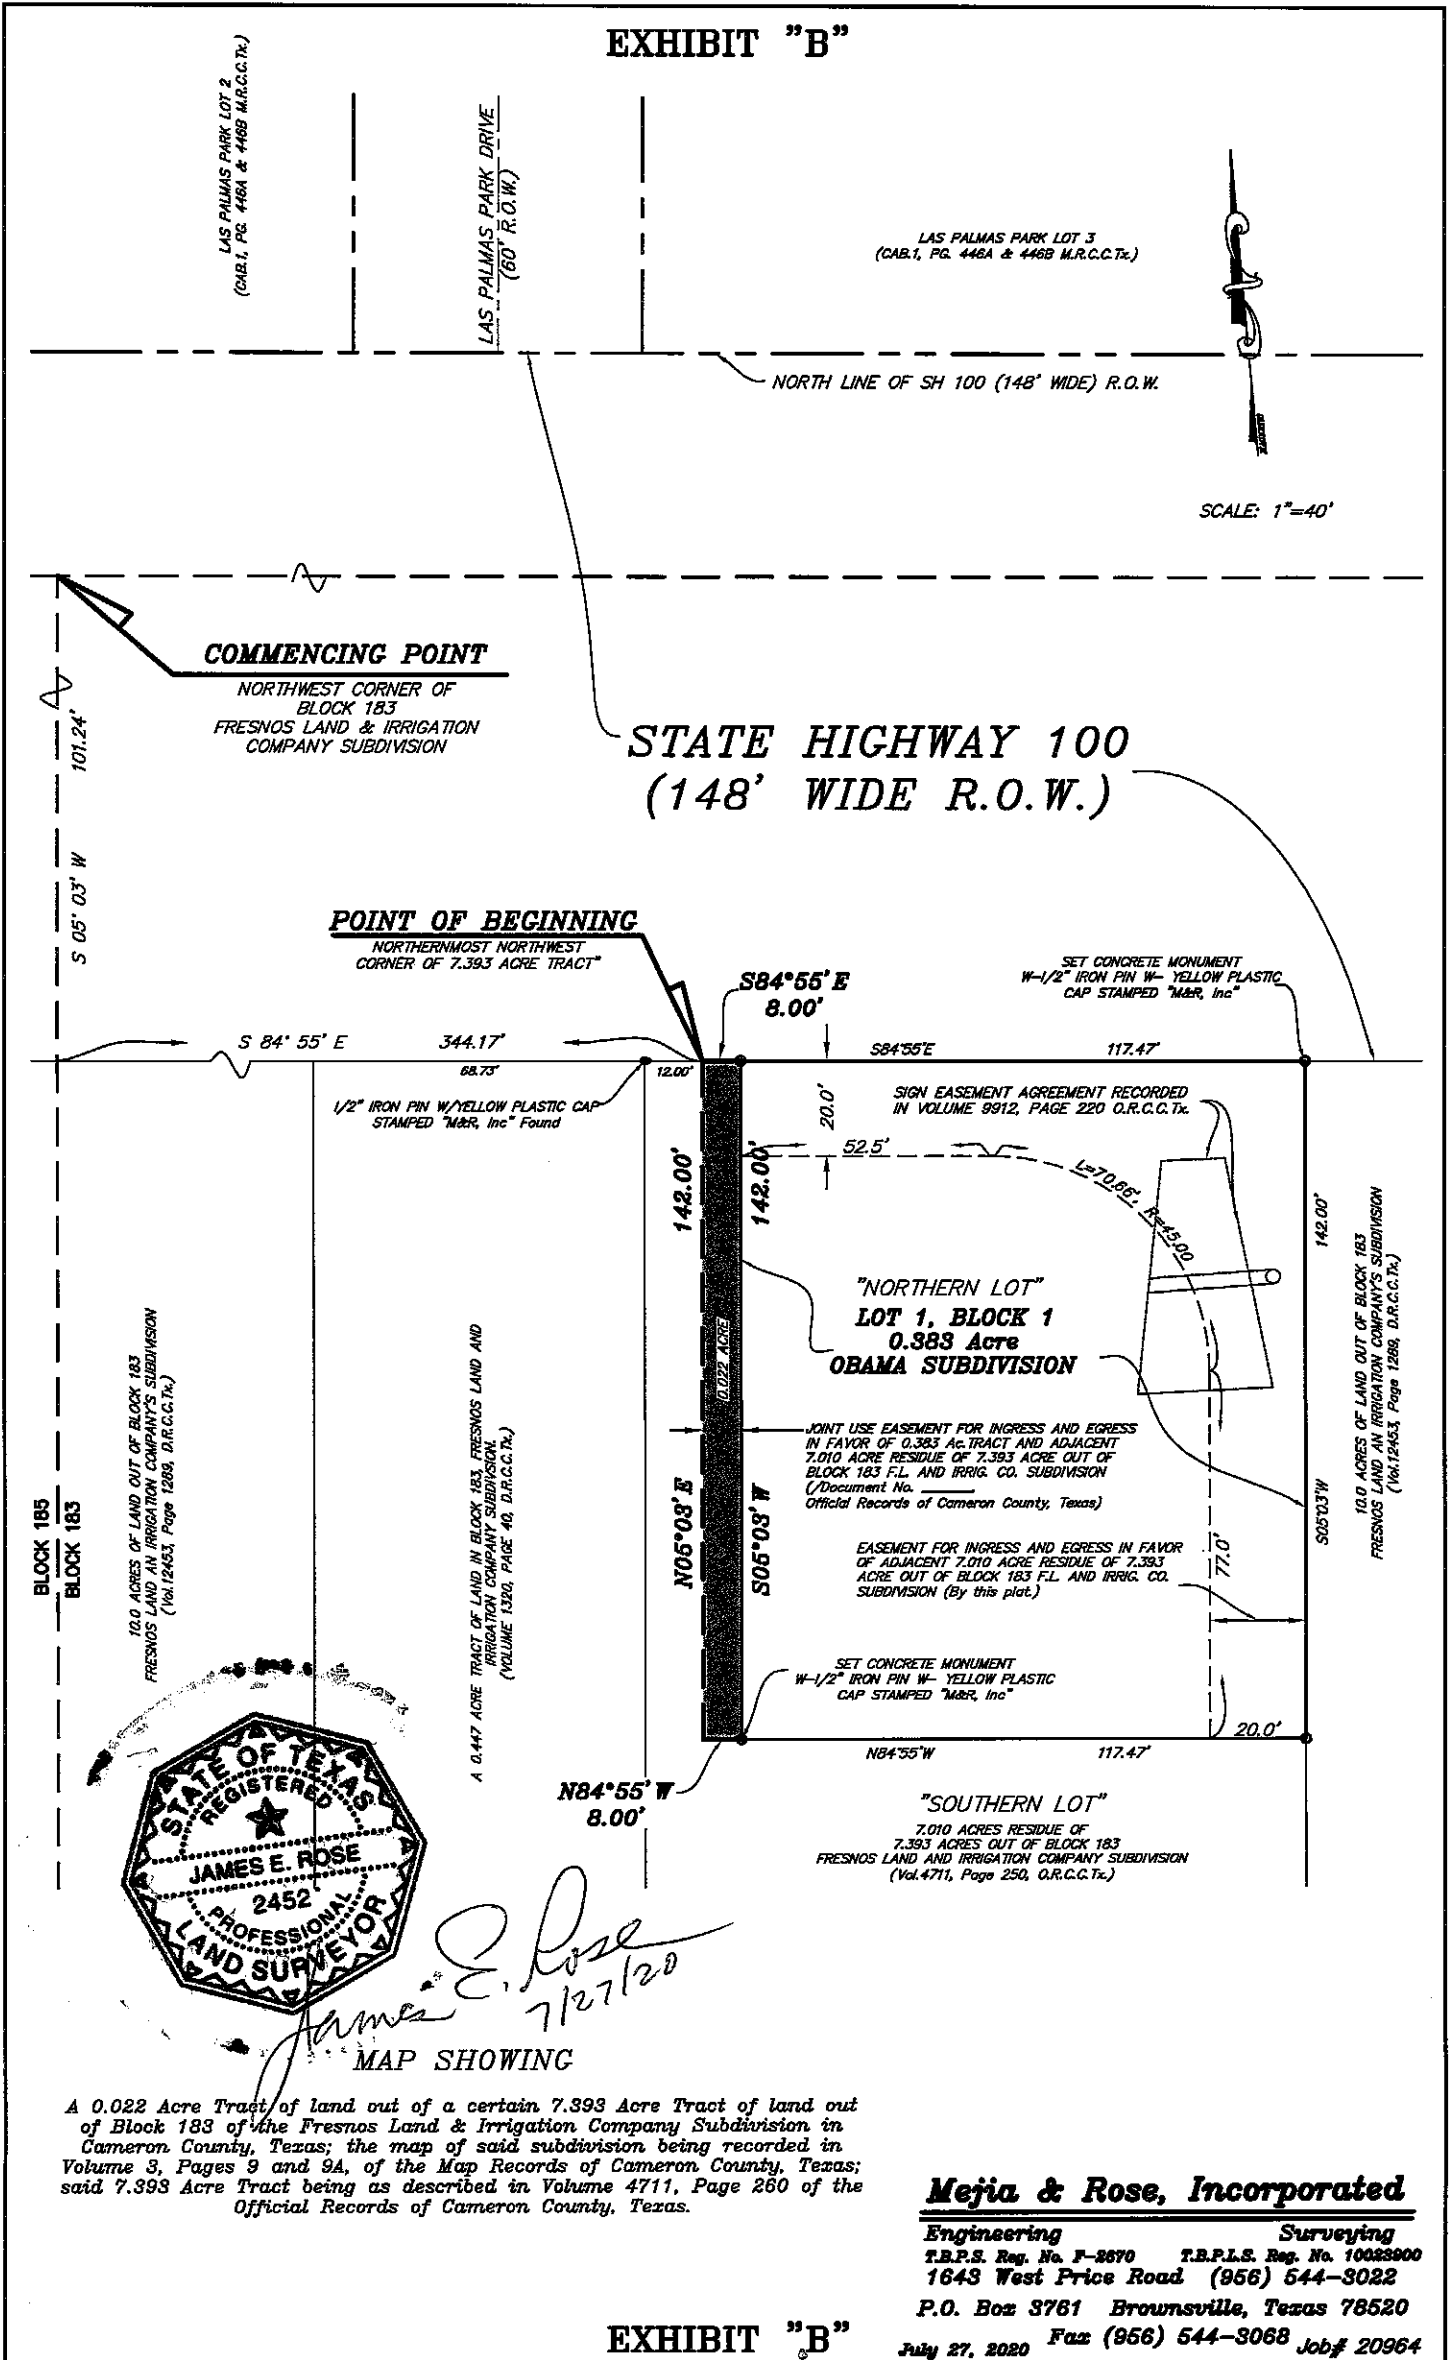 EXHIBIT "B"
LAS PALMAS PARK LOT 2
(CAB.1, PG. 446A & 446B M.R.C.C.Tx.)
LAS PALMAS PARK DRIVE
(60' R.O.W.)
LAS PALMAS PARK LOT 3
(CAB.1, PG. 446A & 446B M.R.C.C.Tx.)
NORTH LINE OF SH 100 (148' WIDE) R.O.W.
SCALE: 1"=40'
COMMENCING POINT
NORTHWEST CORNER OF
BLOCK 183
FRESNOS LAND & IRRIGATION
COMPANY SUBDIVISION
S 05° 03' W 101.24'
STATE HIGHWAY 100
(148' WIDE R.O.W.)
POINT OF BEGINNING
NORTHERNMOST NORTHWEST
CORNER OF 7.393 ACRE TRACT"
S84°55' E
8.00'
SET CONCRETE MONUMENT
W-1/2" IRON PIN W- YELLOW PLASTIC
CAP STAMPED "M&R, Inc"
S 84° 55' E 344.17'
68.73'
12.00'
S84°55'E 117.47'
1/2" IRON PIN W/YELLOW PLASTIC CAP
STAMPED "M&R, Inc" Found
20.0'
SIGN EASEMENT AGREEMENT RECORDED
IN VOLUME 9912, PAGE 220 O.R.C.C.Tx.
52.5'
L=70.66', R=45.00
142.00'
142.00'
142.00'
"NORTHERN LOT"
LOT 1, BLOCK 1
0.383 Acre
OBAMA SUBDIVISION
0.022 ACRE
JOINT USE EASEMENT FOR INGRESS AND EGRESS
IN FAVOR OF 0.383 Ac. TRACT AND ADJACENT
7.010 ACRE RESIDUE OF 7.393 ACRE OUT OF
BLOCK 183 F.L. AND IRRIG. CO. SUBDIVISION
(/Document No. ______
Official Records of Cameron County, Texas)
N05°03' E
S05°03' W
EASEMENT FOR INGRESS AND EGRESS IN FAVOR
OF ADJACENT 7.010 ACRE RESIDUE OF 7.393
ACRE OUT OF BLOCK 183 F.L. AND IRRIG. CO.
SUBDIVISION (By this plat.)
77.0'
S05°03'W
10.0 ACRES OF LAND OUT OF BLOCK 183
FRESNOS LAND AN IRRIGATION COMPANY'S SUBDIVISION
(Vol.12453, Page 1289, D.R.C.C.Tx.)
BLOCK 185
BLOCK 183
10.0 ACRES OF LAND OUT OF BLOCK 183
FRESNOS LAND AN IRRIGATION COMPANY'S SUBDIVISION
(Vol.12453, Page 1289, D.R.C.C.Tx.)
A 0.447 ACRE TRACT OF LAND IN BLOCK 183, FRESNOS LAND AND
IRRIGATION COMPANY SUBDIVISION.
(VOLUME 1320, PAGE 40, D.R.C.C.Tx.)
SET CONCRETE MONUMENT
W-1/2" IRON PIN W- YELLOW PLASTIC
CAP STAMPED "M&R, Inc"
20.0'
N84°55'W 117.47'
N84°55' W
8.00'
"SOUTHERN LOT"
7.010 ACRES RESIDUE OF
7.393 ACRES OUT OF BLOCK 183
FRESNOS LAND AND IRRIGATION COMPANY SUBDIVISION
(Vol.4711, Page 250, O.R.C.C.Tx.)
STATE OF TEXAS
REGISTERED
JAMES E. ROSE
2452
PROFESSIONAL
LAND SURVEYOR
James E. Rose
7/27/20
MAP SHOWING
A 0.022 Acre Tract of land out of a certain 7.393 Acre Tract of land out
of Block 183 of the Fresnos Land & Irrigation Company Subdivision in
Cameron County, Texas; the map of said subdivision being recorded in
Volume 3, Pages 9 and 9A, of the Map Records of Cameron County, Texas;
said 7.393 Acre Tract being as described in Volume 4711, Page 260 of the
Official Records of Cameron County, Texas.
Mejia & Rose, Incorporated
Engineering Surveying
T.B.P.S. Reg. No. F-2670 T.B.P.L.S. Reg. No. 10023900
1643 West Price Road (956) 544-3022
P.O. Box 3761 Brownsville, Texas 78520
July 27, 2020 Fax (956) 544-3068 Job# 20964
EXHIBIT "B"